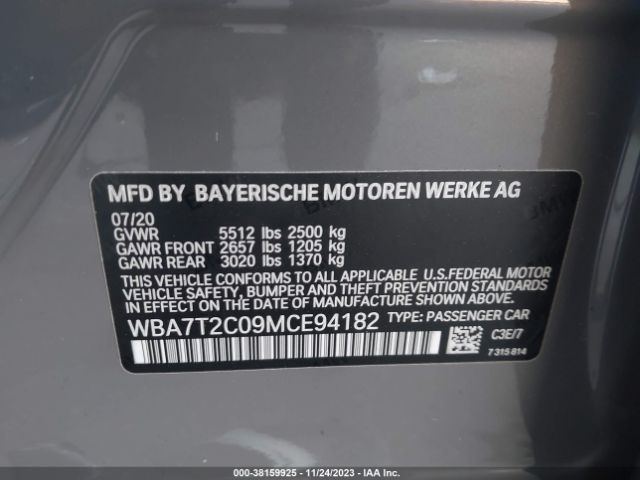 MFD BY BAYERISCHE MOTOREN WERKE AG
07/20
GVWR 5512 lbs 2500 kg
GAWR FRONT 2657 lbs 1205 kg
GAWR REAR 3020 lbs 1370 kg
THIS VEHICLE CONFORMS TO ALL APPLICABLE U.S.FEDERAL MOTOR
VEHICLE SAFETY, BUMPER AND THEFT PREVENTION STANDARDS
IN EFFECT ON THE DATE OF MANUFACTURE SHOWN ABOVE.
WBA7T2C09MCE94182 TYPE: PASSENGER CAR
C3E/7
7315814
000-38159925 - 11/24/2023 - IAAI.COM